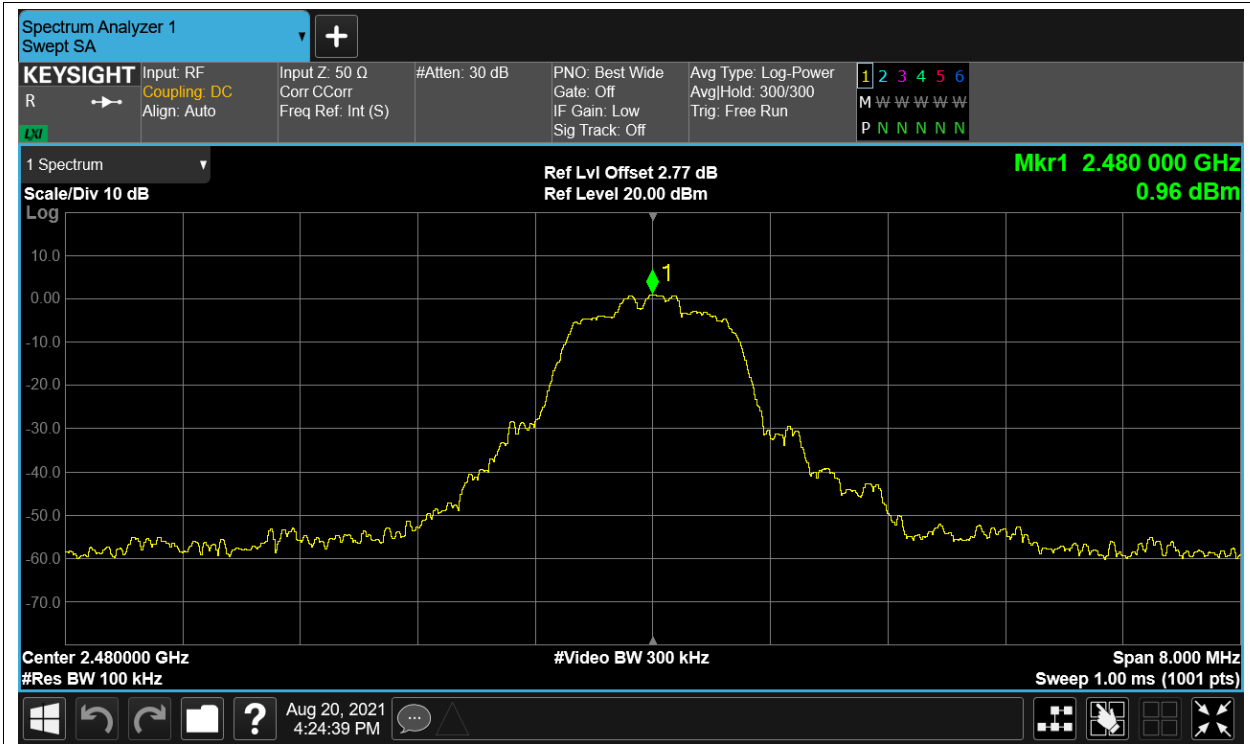 Spectrum Analyzer 1
Swept SA
KEYSIGHT
R
LXI
Input: RF
Coupling: DC
Align: Auto
Input Z: 50 Ω
Corr CCorr
Freq Ref: Int (S)
#Atten: 30 dB
PNO: Best Wide
Gate: Off
IF Gain: Low
Sig Track: Off
Avg Type: Log-Power
Avg|Hold: 300/300
Trig: Free Run
1 2 3 4 5 6
M W W W W W
P N N N N N
1 Spectrum
Scale/Div 10 dB
Log
Ref Lvl Offset 2.77 dB
Ref Level 20.00 dBm
Mkr1 2.480 000 GHz
0.96 dBm
1
10.0
0.00
-10.0
-20.0
-30.0
-40.0
-50.0
-60.0
-70.0
Center 2.480000 GHz
#Res BW 100 kHz
#Video BW 300 kHz
Span 8.000 MHz
Sweep 1.00 ms (1001 pts)
?
Aug 20, 2021
4:24:39 PM